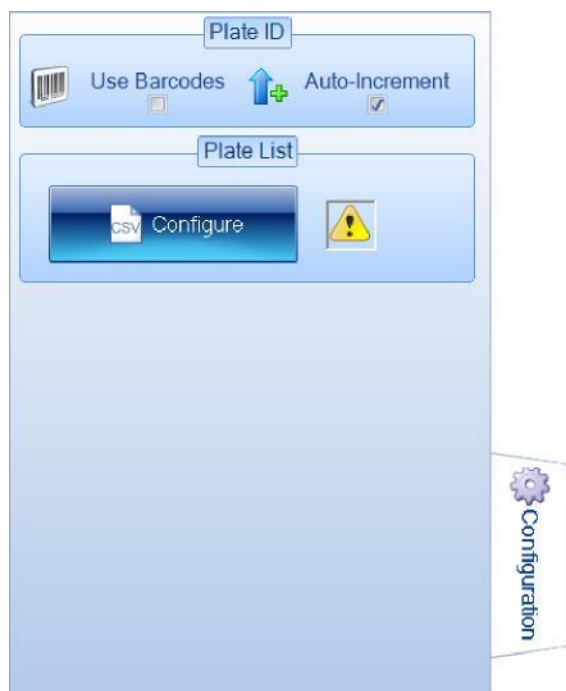 Plate ID
Use Barcodes
Auto-Increment
Plate List
CSV
Configure
Configuration